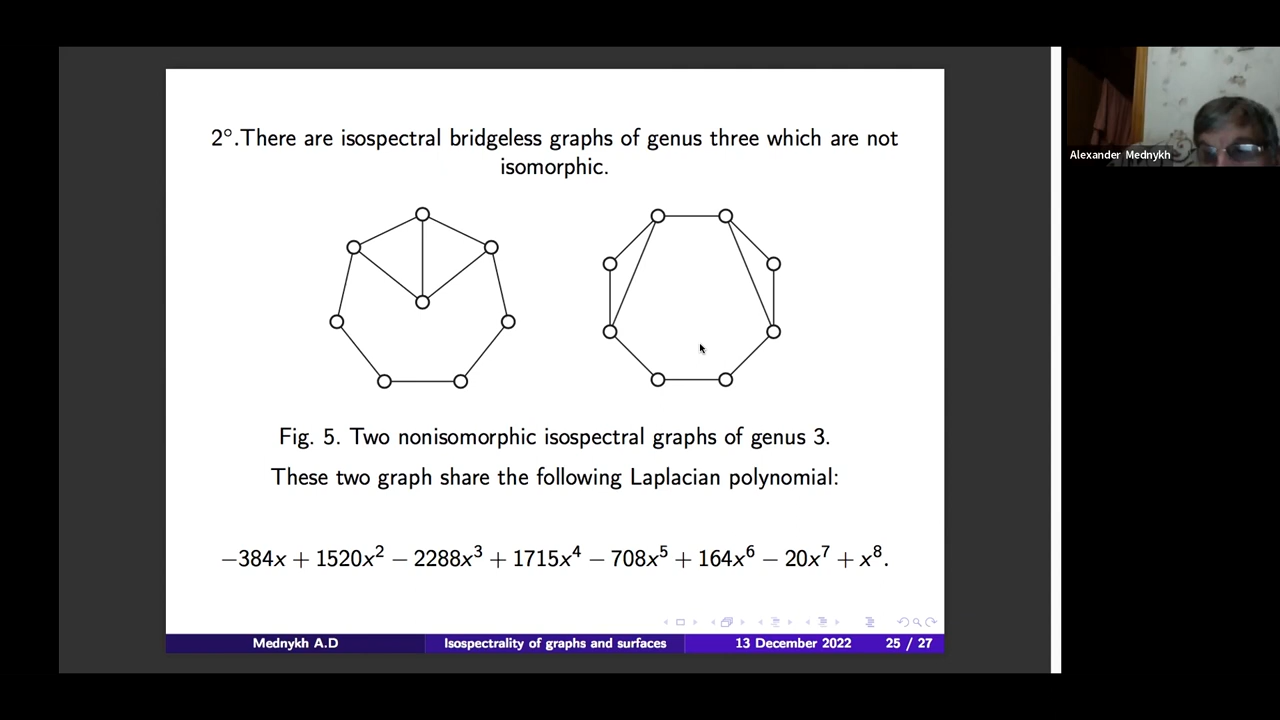 2°.There are isospectral bridgeless graphs of genus three which are not
isomorphic.
Alexander Mednykh
Fig. 5. Two nonisomorphic isospectral graphs of genus 3.
These two graph share the following Laplacian polynomial:
−384x + 1520x² − 2288x³ + 1715x⁴ − 708x⁵ + 164x⁶ − 20x⁷ + x⁸.
Mednykh A.D
Isospectrality of graphs and surfaces
13 December 2022
25 / 27